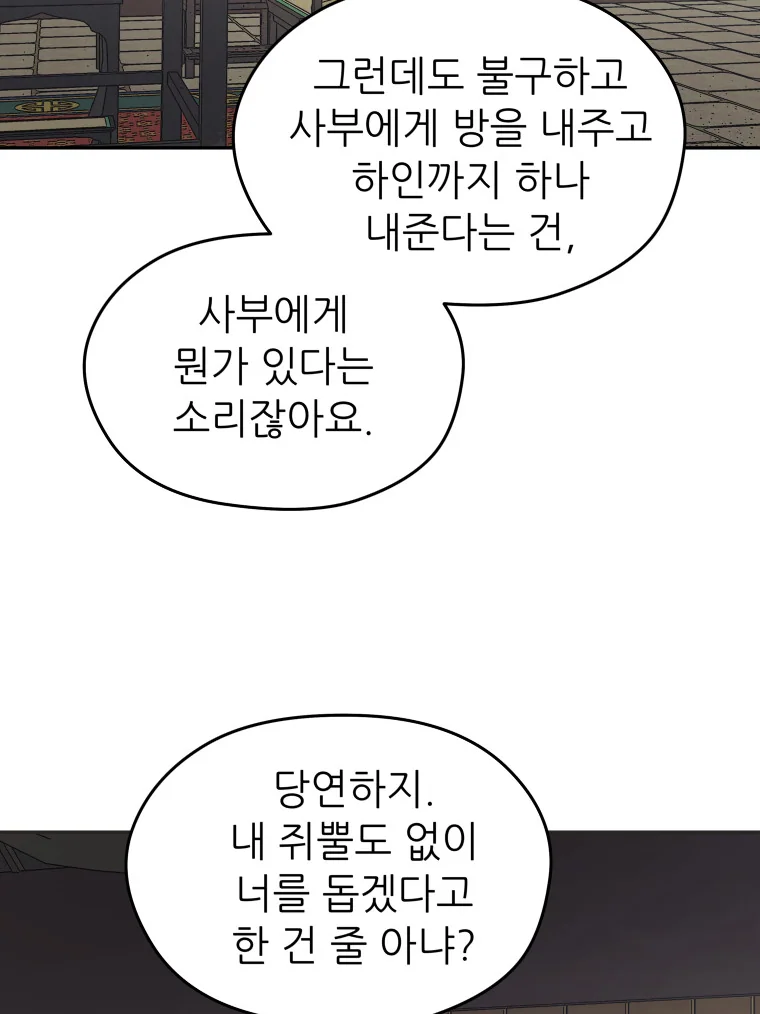 그런데도 불구하고
사부에게 방을 내주고
하인까지 하나
내준다는 건,
사부에게
뭔가 있다는
소리잖아요.
당연하지.
내 쥐뿔도 없이
너를 돕겠다고
한 건 줄 아냐?